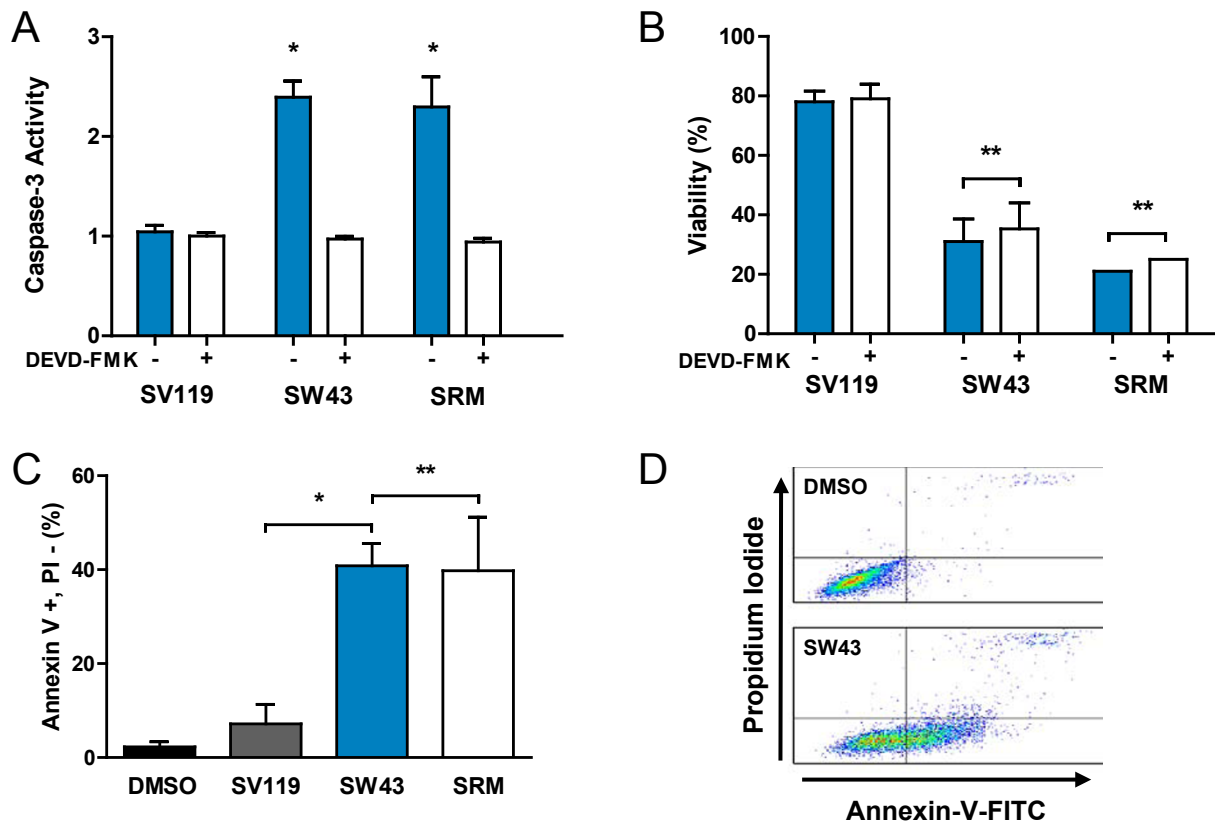 A
Caspase-3 Activity
3
2
1
0
* *
DEVD-FMK - + - + - +
SV119 SW43 SRM
B
Viability (%)
100
80
60
40
20
0
**
**
DEVD-FMK - + - + - +
SV119 SW43 SRM
C
Annexin V +, PI - (%)
60
40
20
0
* **
DMSO SV119 SW43 SRM
D
Propidium Iodide
DMSO
SW43
Annexin-V-FITC